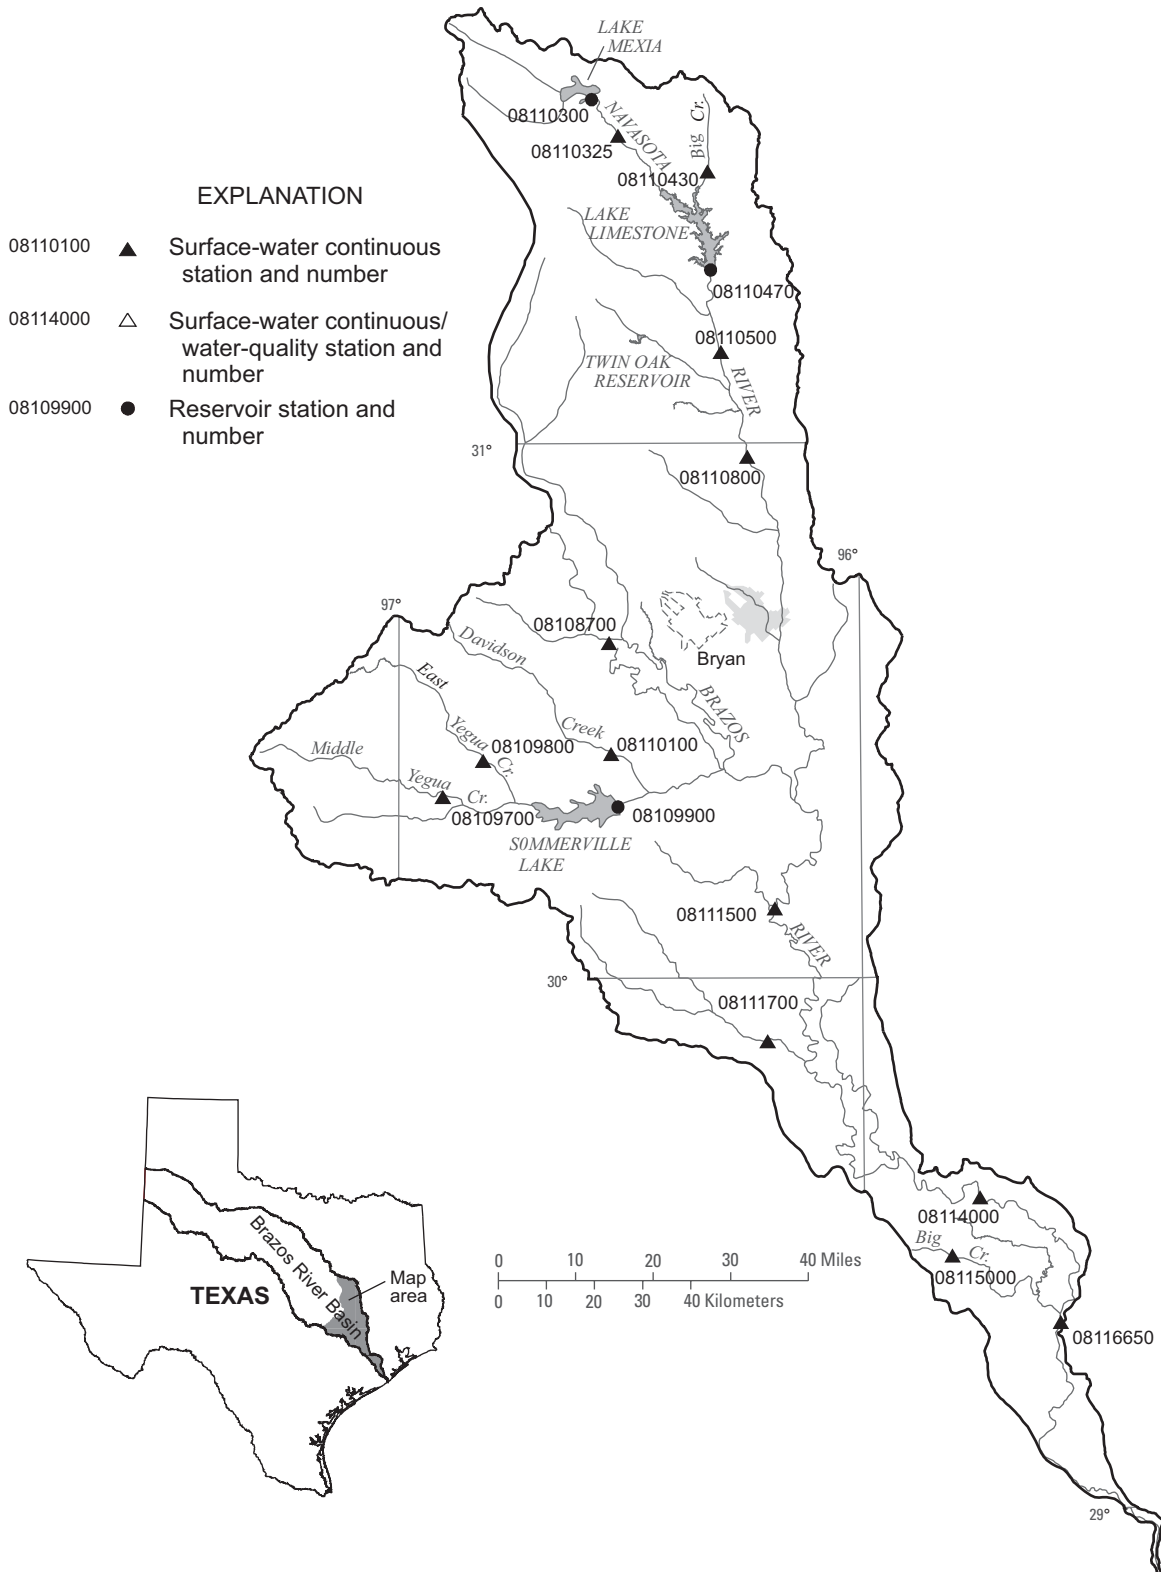 LAKE
MEXIA
08110300
NAVASOTA
Big Cr.
08110325
08110430
EXPLANATION
LAKE
LIMESTONE
08110100 Surface-water continuous
station and number
08110470
08114000 Surface-water continuous/
water-quality station and
number
08110500
TWIN OAK
RESERVOIR
RIVER
08109900 Reservoir station and
number
31°
08110800
96°
97°
08108700
Davidson
Bryan
East
BRAZOS
Creek
Yegua
Cr.
08109800
08110100
Middle
Yegua
Cr.
08109700
08109900
S0MMERVILLE
LAKE
08111500
RIVER
30°
08111700
08114000
Big
Cr.
08115000
Brazos River Basin
TEXAS
Map
area
0 10 20 30 40 Miles
0 10 20 30 40 Kilometers
08116650
29°